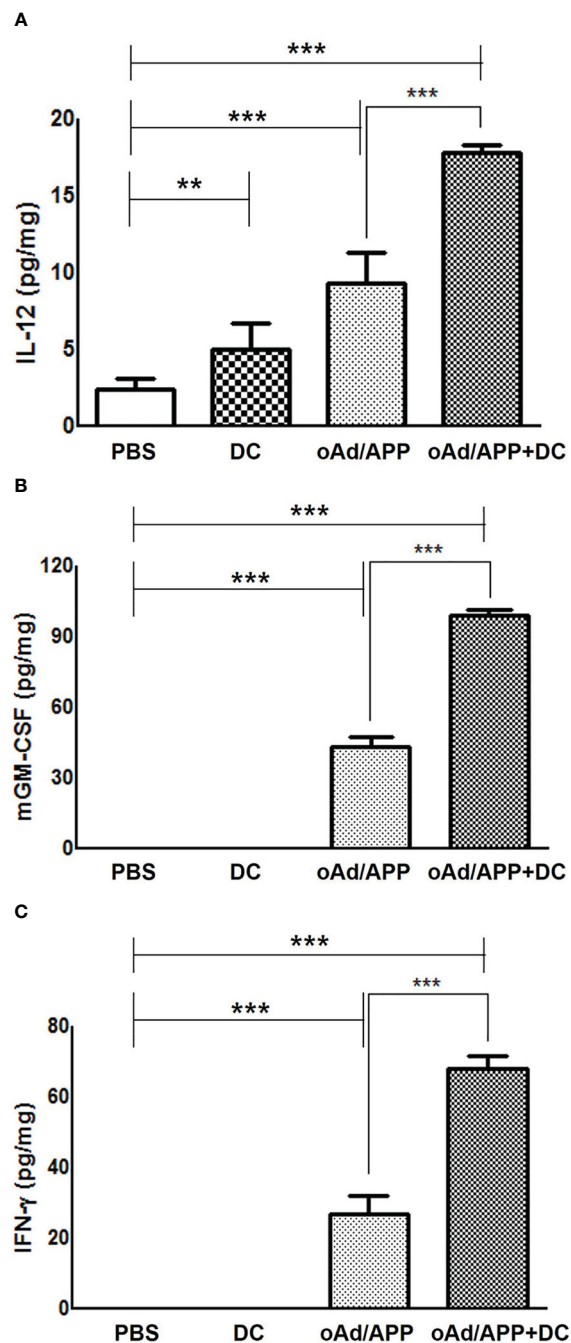 A
***
***
***
**
IL-12 (pg/mg)
20
15
10
5
0
PBS DC oAd/APP oAd/APP+DC
B
***
***
***
mGM-CSF (pg/mg)
120
90
60
30
0
PBS DC oAd/APP oAd/APP+DC
C
***
***
***
IFN-γ (pg/mg)
80
60
40
20
0
PBS DC oAd/APP oAd/APP+DC